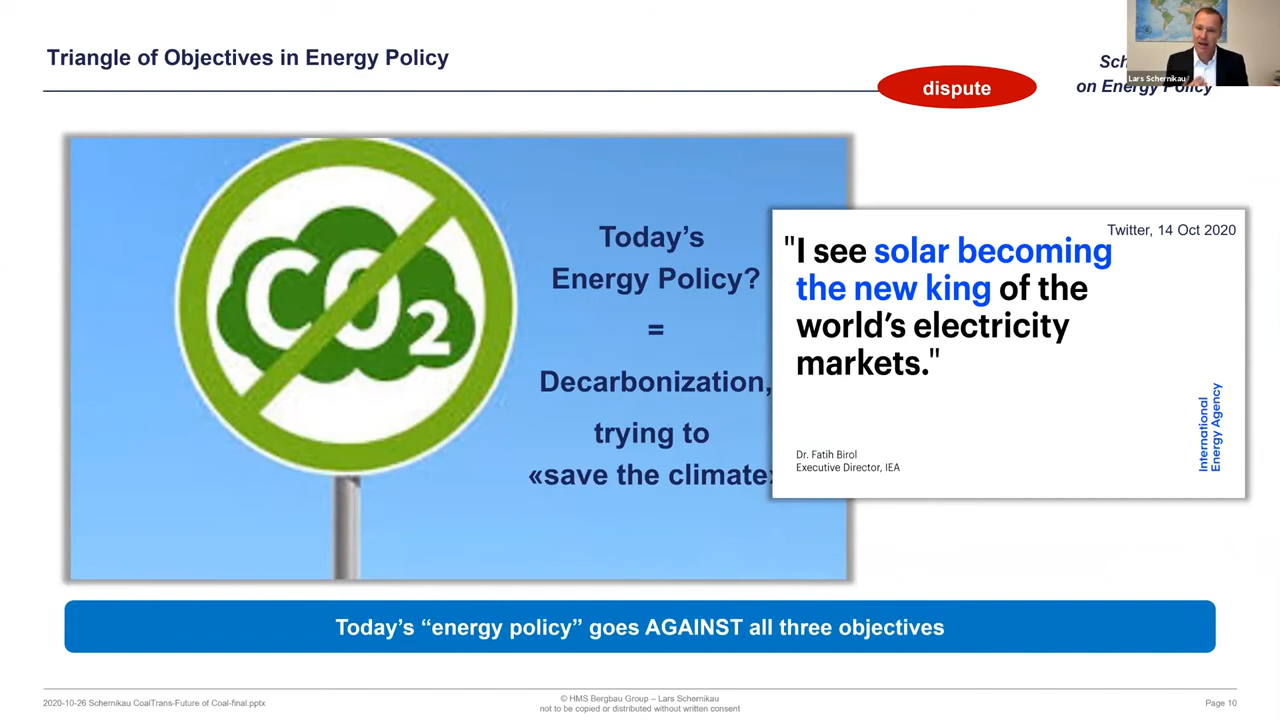 Triangle of Objectives in Energy Policy
dispute
Sch
on Energy Policy
Lars Schernikau
CO2
Today’s
Energy Policy?
=
Decarbonization,
trying to
«save the climate
Twitter, 14 Oct 2020
"I see solar becoming
the new king of the
world’s electricity
markets."
Dr. Fatih Birol
Executive Director, IEA
International
Energy Agency
Today’s “energy policy” goes AGAINST all three objectives
2020-10-26 Schernikau CoalTrans-Future of Coal-final.pptx
© HMS Bergbau Group – Lars Schernikau
not to be copied or distributed without written consent
Page 10